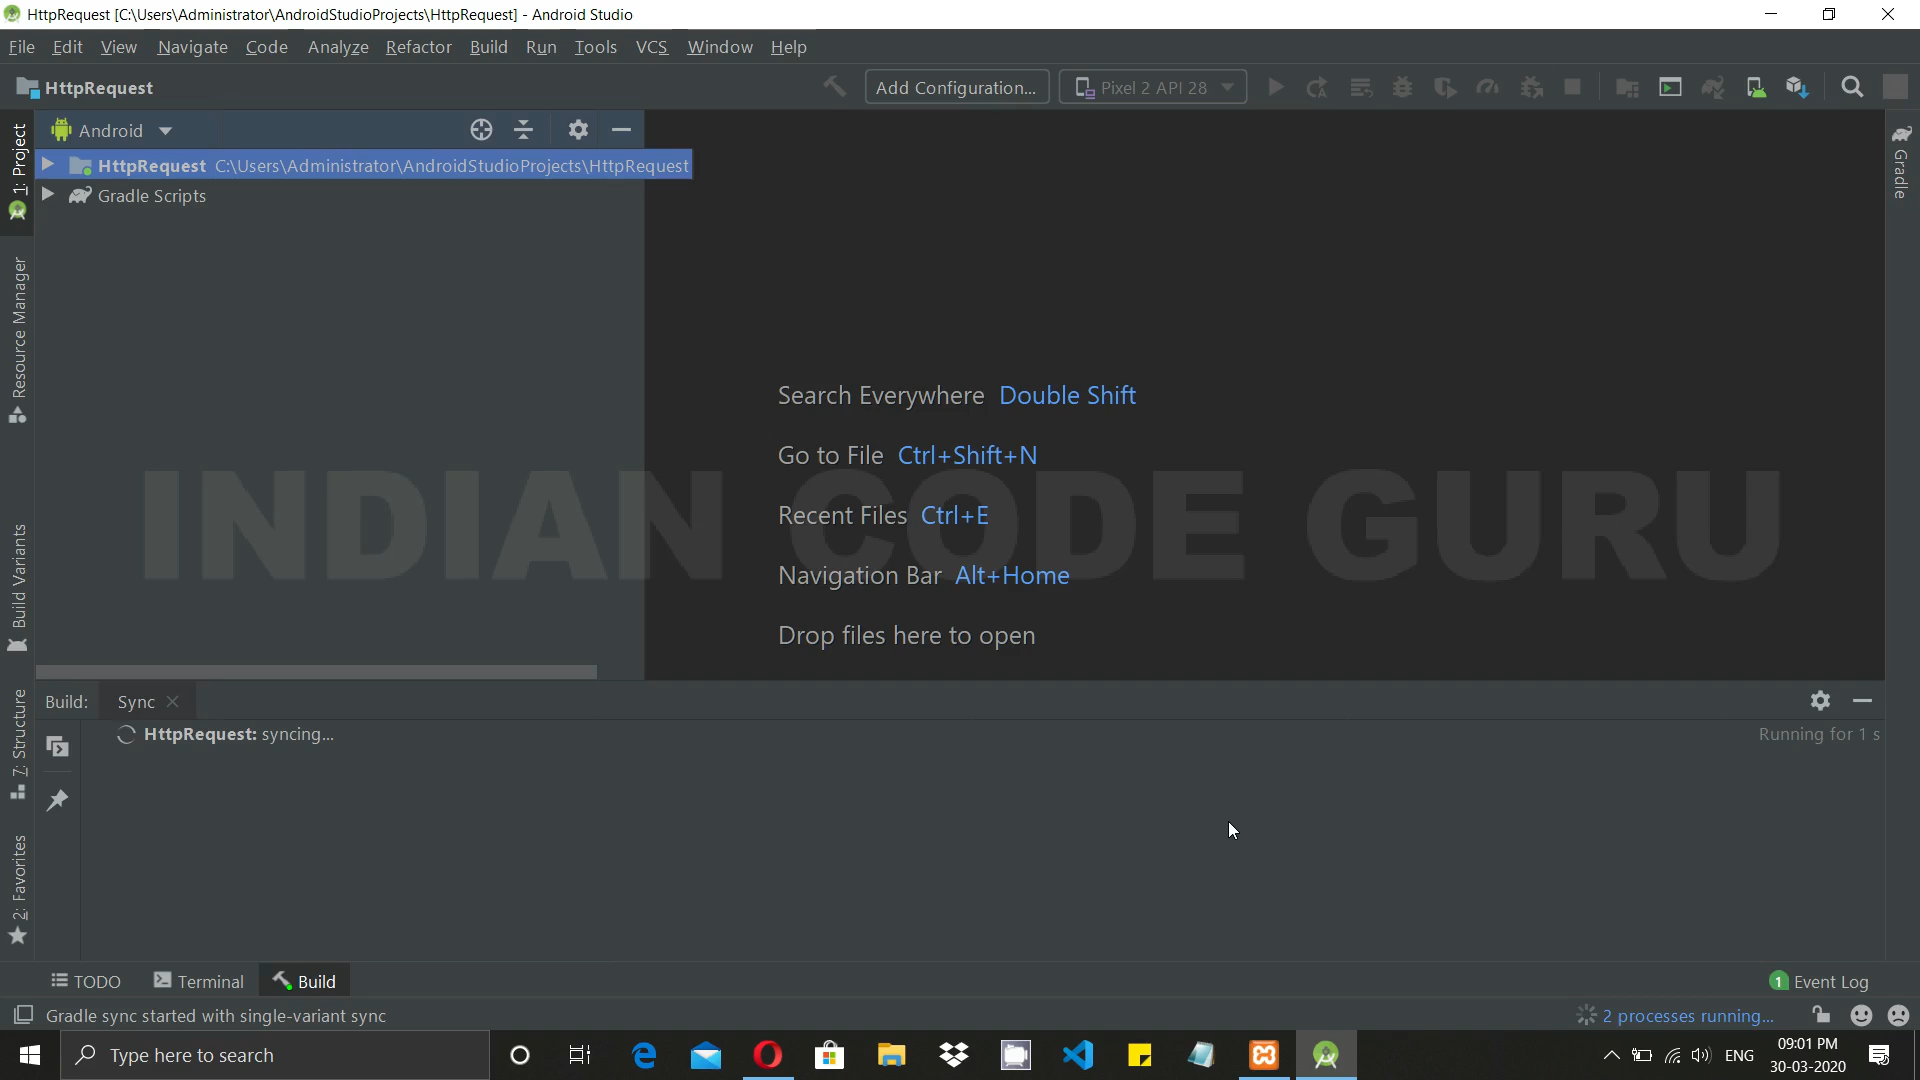 HttpRequest [C:\Users\Administrator\AndroidStudioProjects\HttpRequest] - Android Studio
File Edit View Navigate Code Analyze Refactor Build Run Tools VCS Window Help
HttpRequest
Add Configuration...
Pixel 2 API 28
1: Project
Android
HttpRequest C:\Users\Administrator\AndroidStudioProjects\HttpRequest
Gradle Scripts
Gradle
Resource Manager
Search Everywhere Double Shift
Go to File Ctrl+Shift+N
INDIAN CODE GURU
Recent Files Ctrl+E
Navigation Bar Alt+Home
Drop files here to open
Build Variants
7: Structure
2: Favorites
Build: Sync
HttpRequest: syncing...
Running for 1 s
TODO Terminal Build
1 Event Log
Gradle sync started with single-variant sync
2 processes running...
Type here to search
ENG
09:01 PM
30-03-2020